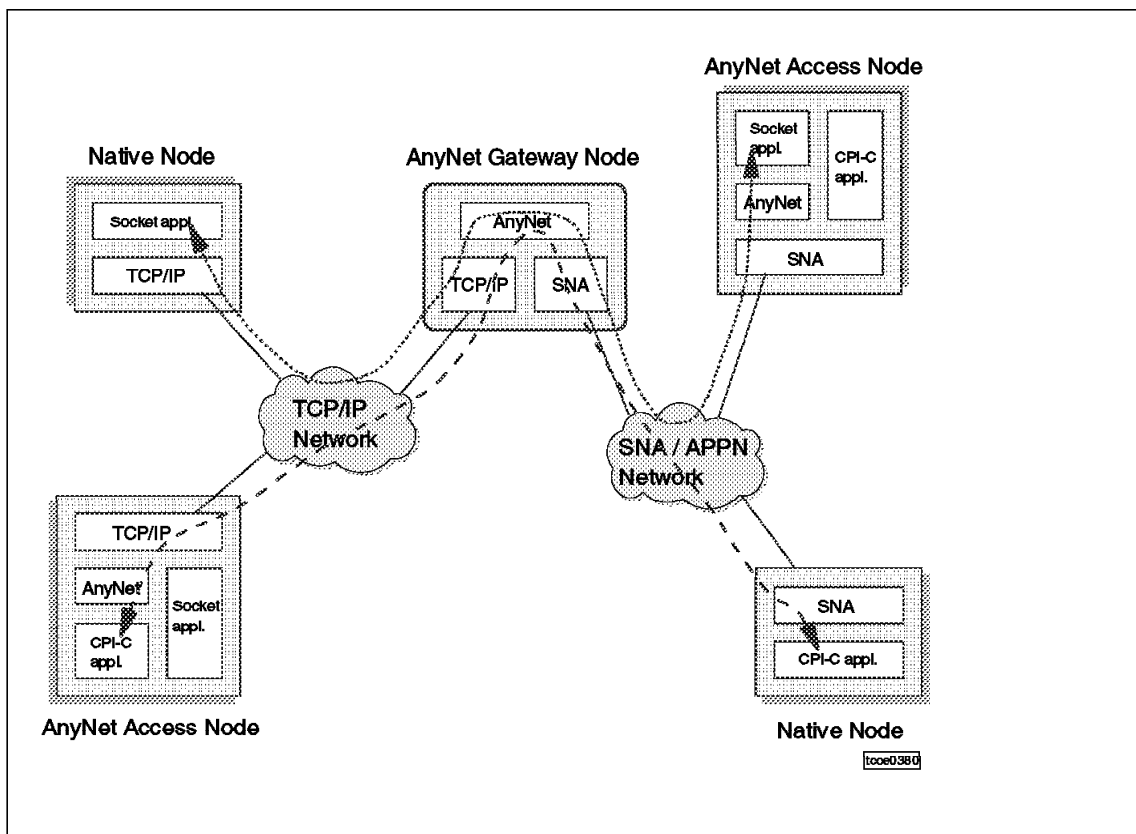 AnyNet Access Node
Socket
appl.
CPI-C
appl.
AnyNet
SNA
Native Node
Socket appl.
TCP/IP
AnyNet Gateway Node
AnyNet
TCP/IP
SNA
TCP/IP
Network
SNA / APPN
Network
TCP/IP
AnyNet
Socket
appl.
CPI-C
appl.
AnyNet Access Node
SNA
CPI-C appl.
Native Node
tcoe0380